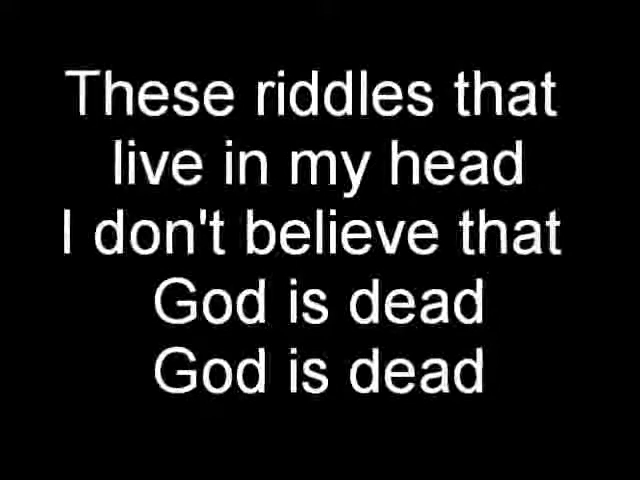 These riddles that
live in my head
I don't believe that
God is dead
God is dead